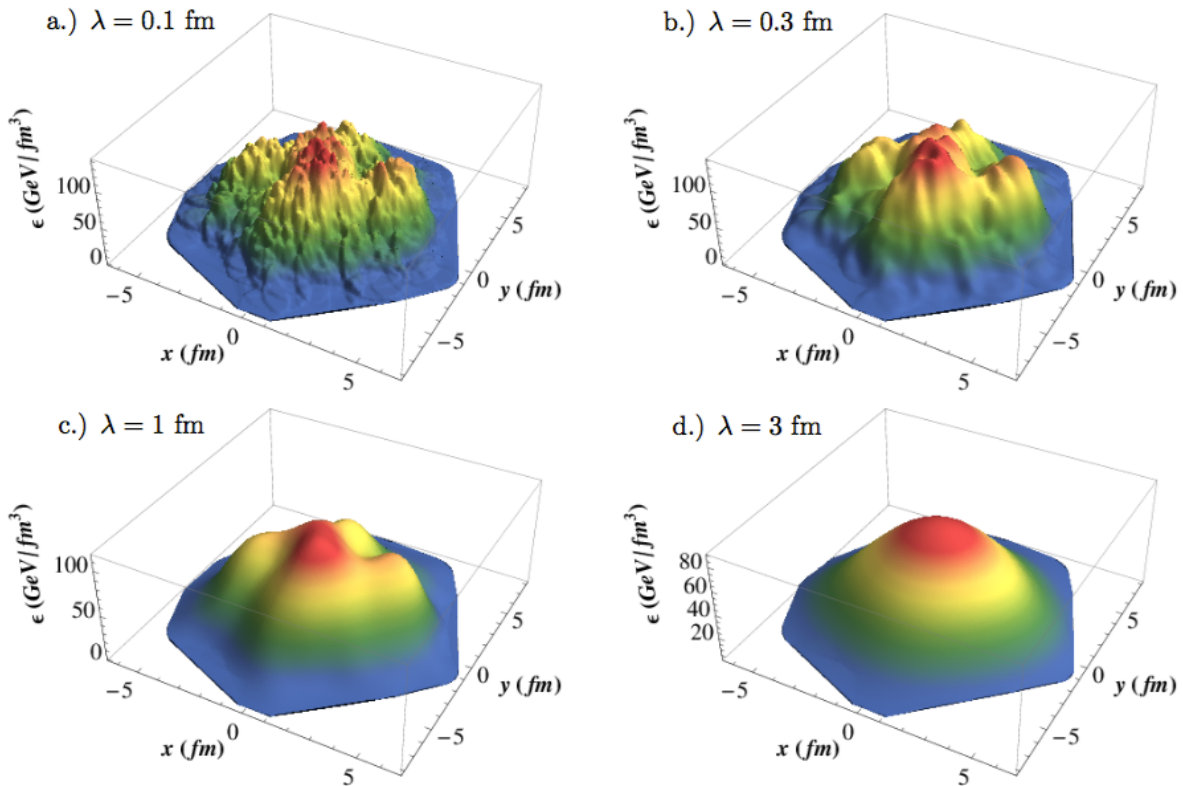 a.) λ = 0.1 fm
ϵ (GeV/fm³)
100
50
0
−5
0
5
x (fm)
5
0
−5
y (fm)
b.) λ = 0.3 fm
ϵ (GeV/fm³)
100
50
0
−5
0
5
x (fm)
5
0
−5
y (fm)
c.) λ = 1 fm
ϵ (GeV/fm³)
100
50
0
−5
0
5
x (fm)
5
0
−5
y (fm)
d.) λ = 3 fm
ϵ (GeV/fm³)
80
60
40
20
−5
0
5
x (fm)
5
0
−5
y (fm)